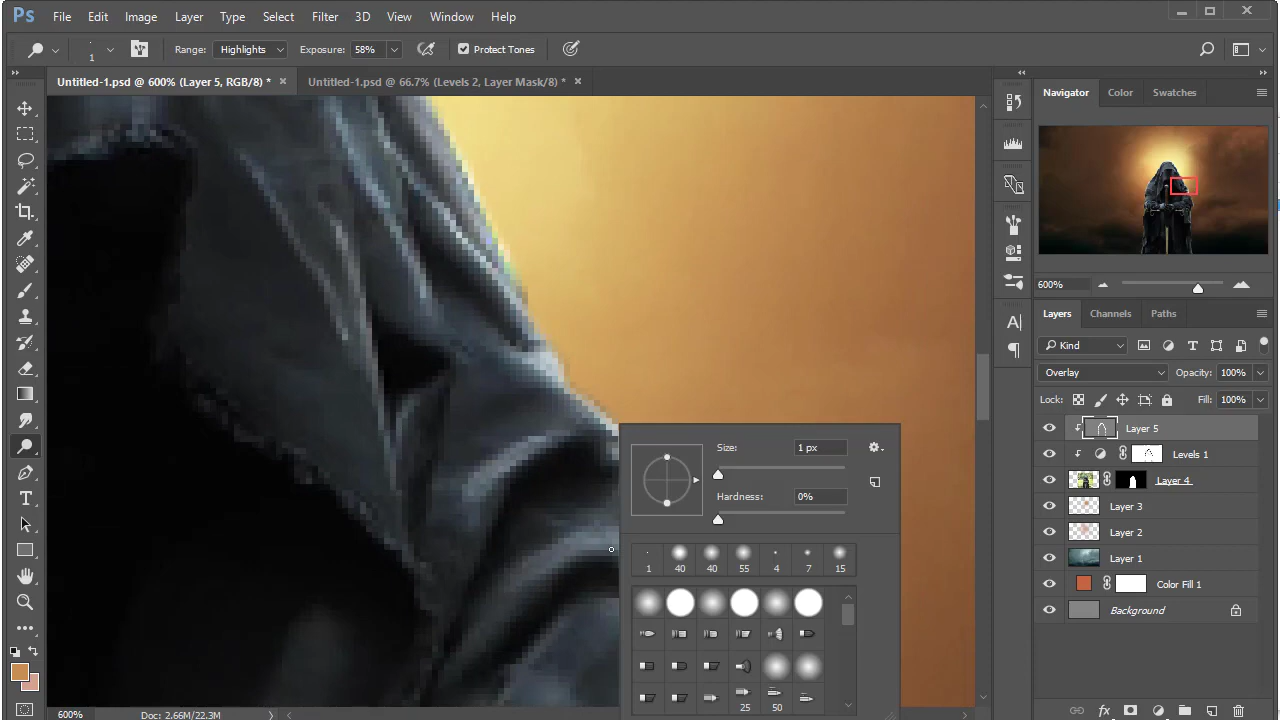 Ps File Edit Image Layer Type Select Filter 3D View Window Help
1 Range: Highlights Exposure: 58% Protect Tones
Untitled-1.psd @ 600% (Layer 5, RGB/8) * Untitled-1.psd @ 66.7% (Levels 2, Layer Mask/8) *
Navigator Color Swatches
600%
Layers Channels Paths
Kind
Overlay Opacity: 100%
Lock: Fill: 100%
Layer 5
Levels 1
Layer 4
Layer 3
Layer 2
Layer 1
Color Fill 1
Background
Size: 1 px
Hardness: 0%
1 40 40 55 4 7 15
25 50
600% Doc: 2.66M/22.3M